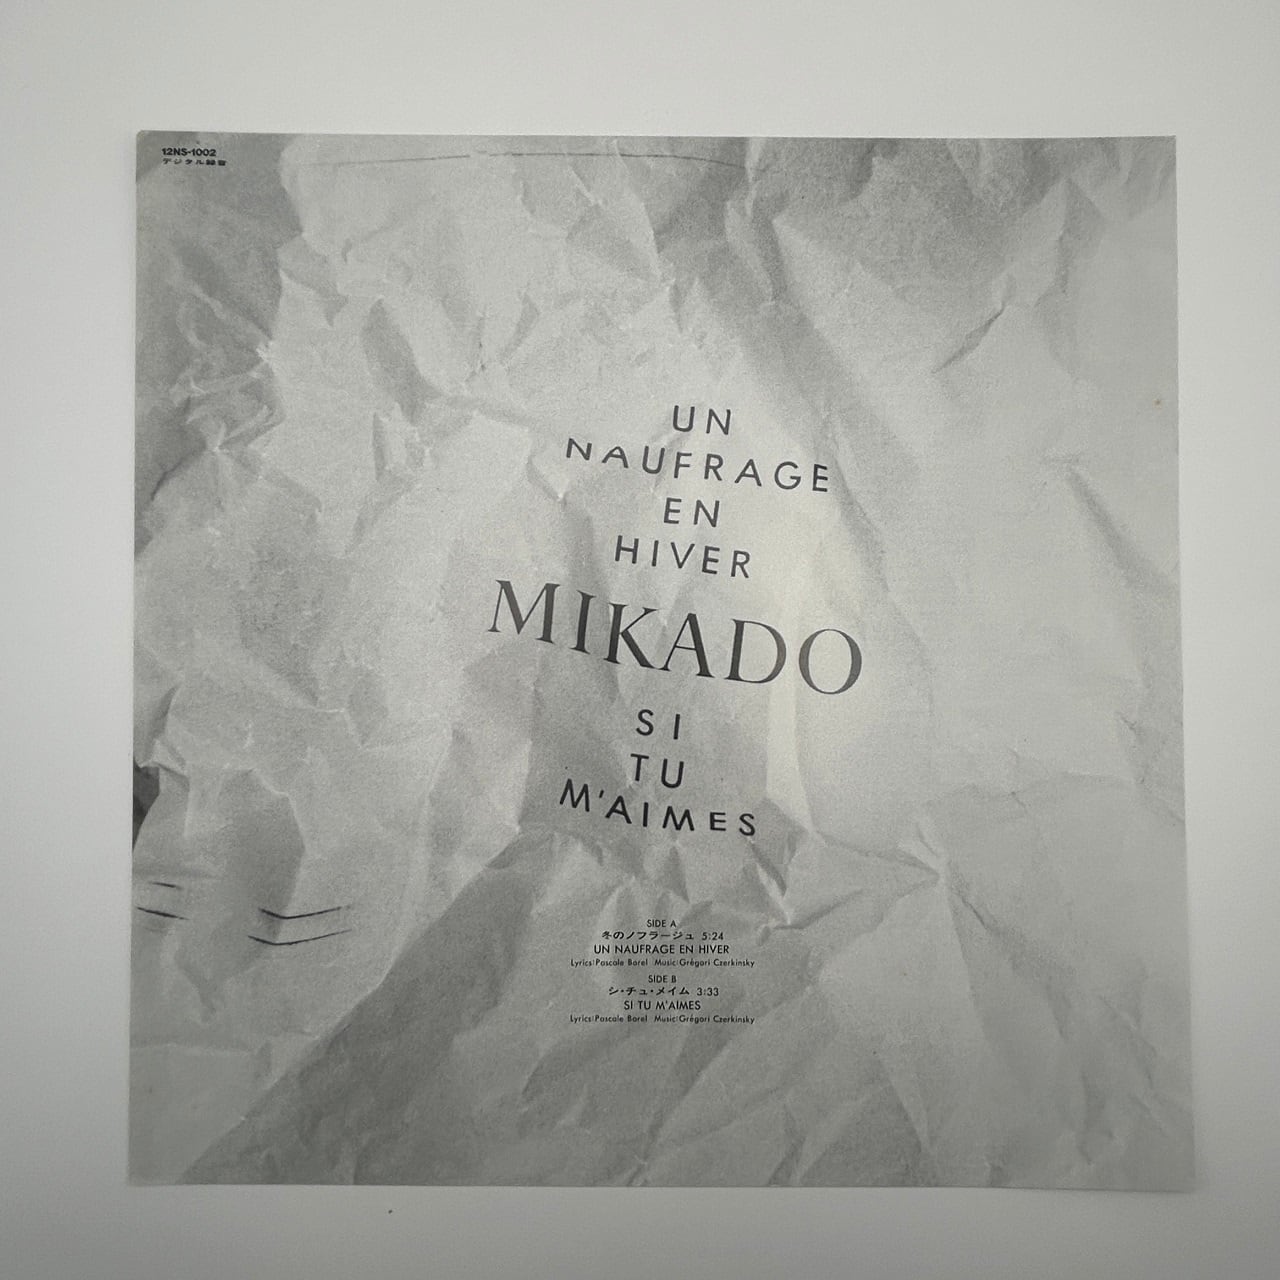 12NS-1002
デジタル録音
UN
NAUFRAGE
EN
HIVER
MIKADO
SI
TU
M'AIMES
SIDE A
冬のノフラージュ 5:24
UN NAUFRAGE EN HIVER
Lyrics:Pascale Borel Music:Grégori Czerkinsky
SIDE B
シ・チュ・メイム 3:33
SI TU M'AIMES
Lyrics:Pascale Borel Music:Grégori Czerkinsky